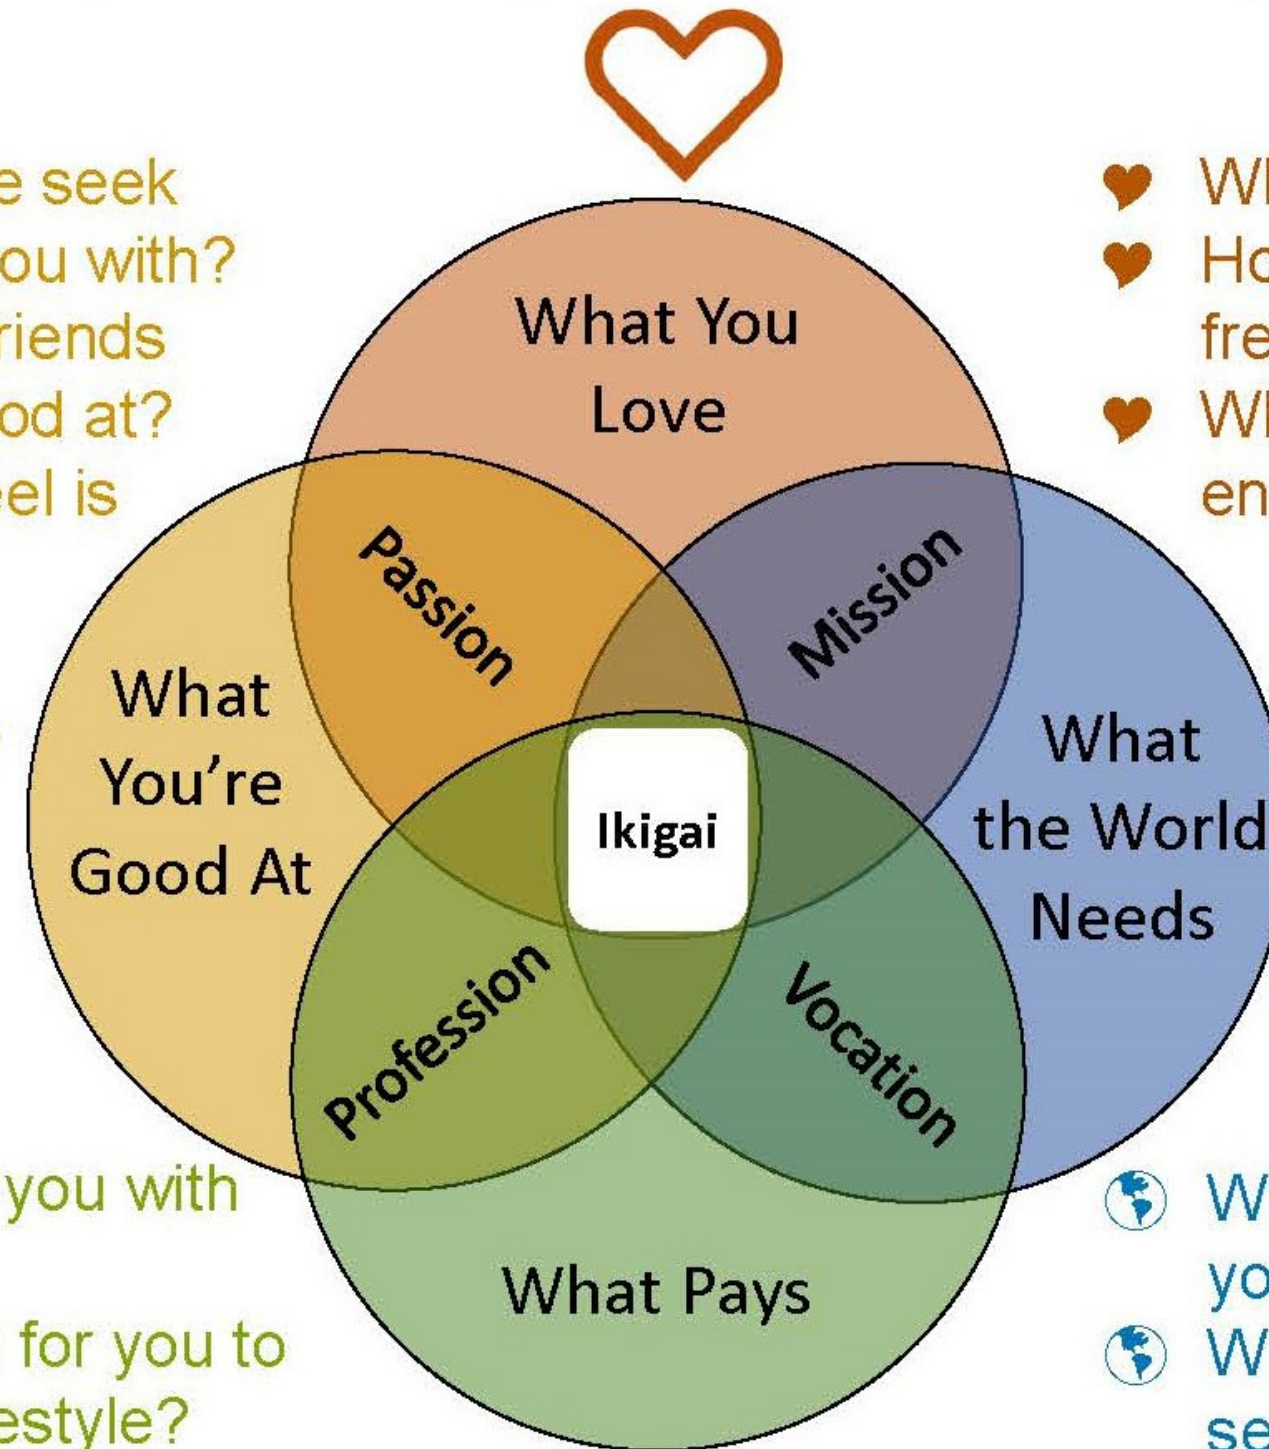 e seek
ou with?
riends
od at?
eel is
What You
Love
Passion
Mission
What
You're
Good At
What
the World
Needs
Ikigai
Profession
Vocation
What Pays
you with
for you to
estyle?
Wh
Ho
fre
Wh
en
W
yo
W
se